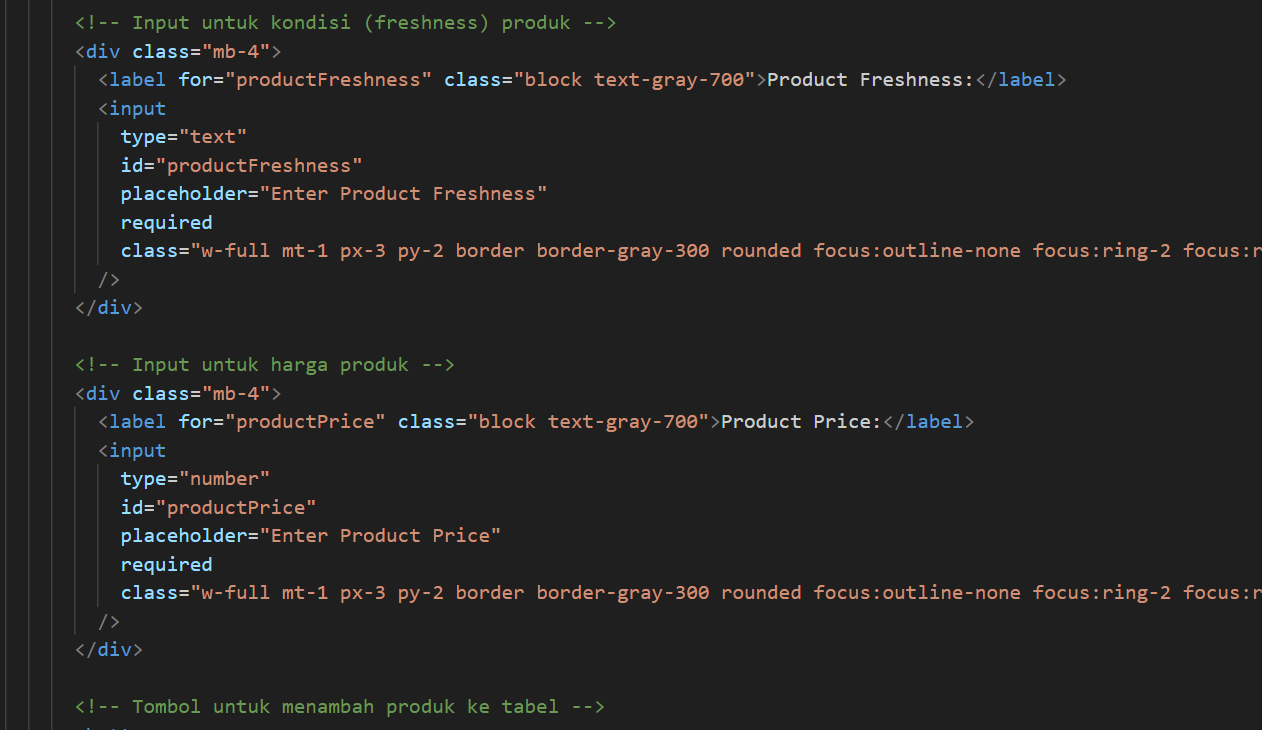 <!-- Input untuk kondisi (freshness) produk -->
<div class="mb-4">
<label for="productFreshness" class="block text-gray-700">Product Freshness:</label>
<input
type="text"
id="productFreshness"
placeholder="Enter Product Freshness"
required
class="w-full mt-1 px-3 py-2 border border-gray-300 rounded focus:outline-none focus:ring-2 focus:r
/>
</div>
<!-- Input untuk harga produk -->
<div class="mb-4">
<label for="productPrice" class="block text-gray-700">Product Price:</label>
<input
type="number"
id="productPrice"
placeholder="Enter Product Price"
required
class="w-full mt-1 px-3 py-2 border border-gray-300 rounded focus:outline-none focus:ring-2 focus:r
/>
</div>
<!-- Tombol untuk menambah produk ke tabel -->